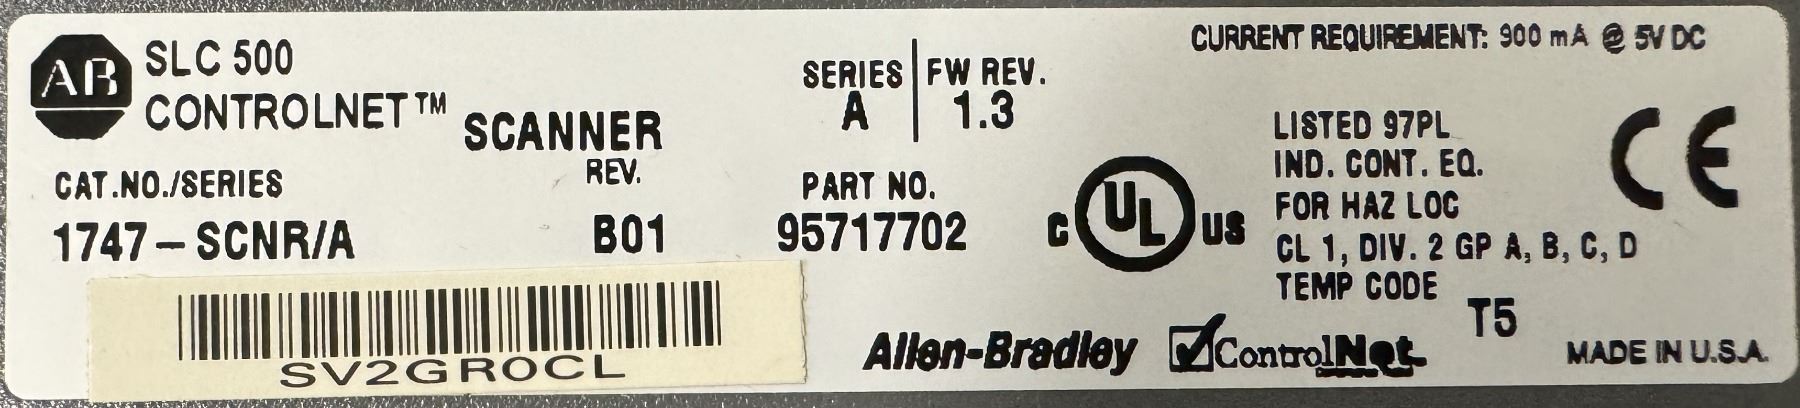 AB
SLC 500
CONTROLNET™ SCANNER
CAT.NO./SERIES
1747-SCNR/A
REV.
B01
SERIES
A
FW REV.
1.3
PART NO.
95717702
SV2GR0CL
CURRENT REQUIREMENT: 900 mA @ 5V DC
C UL US
LISTED 97PL
IND. CONT. EQ.
FOR HAZ LOC
CL 1, DIV. 2 GP A, B, C, D
TEMP CODE T5
CE
Allen-Bradley
ControlNet
MADE IN U.S.A.